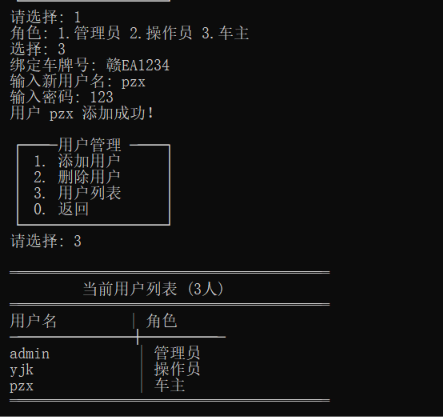 请选择: 1
角色: 1.管理员 2.操作员 3.车主
选择: 3
绑定车牌号: 赣EA1234
输入新用户名: pzx
输入密码: 123
用户 pzx 添加成功!
用户管理
1. 添加用户
2. 删除用户
3. 用户列表
0. 返回
请选择: 3
当前用户列表 (3人)
用户名 | 角色
admin | 管理员
yjk | 操作员
pzx | 车主